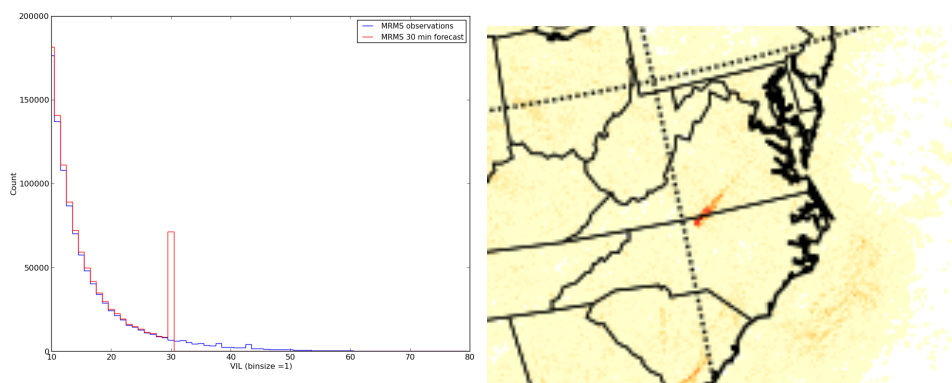 200000
150000
100000
50000
0
Count
10 20 30 40 50 60 70 80
VIL (binsize =1)
MRMS observations
MRMS 30 min forecast